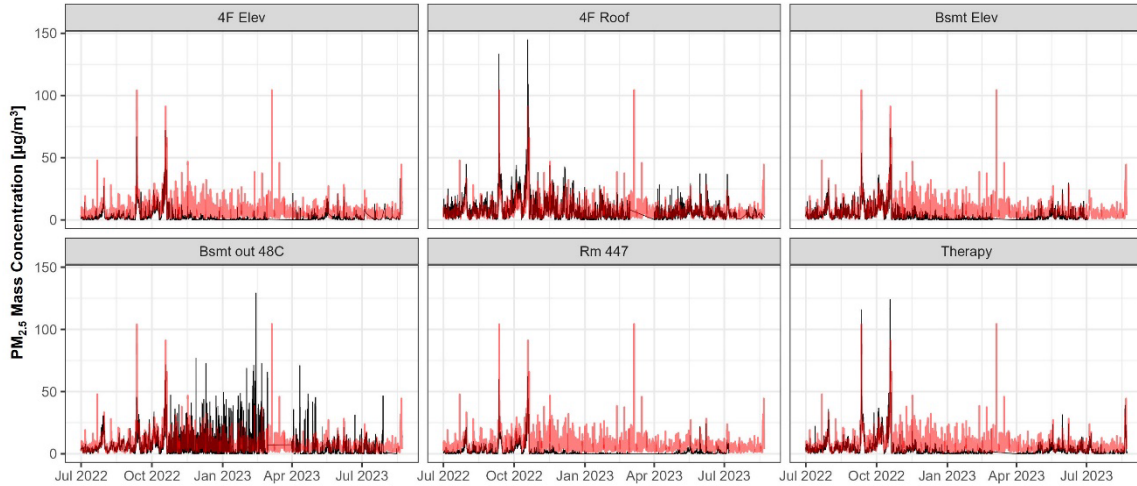 4F Elev
4F Roof
Bsmt Elev
150
100
50
0
Bsmt out 48C
Rm 447
Therapy
150
100
50
0
PM2.5 Mass Concentration [µg/m³]
Jul 2022 Oct 2022 Jan 2023 Apr 2023 Jul 2023
Jul 2022 Oct 2022 Jan 2023 Apr 2023 Jul 2023
Jul 2022 Oct 2022 Jan 2023 Apr 2023 Jul 2023